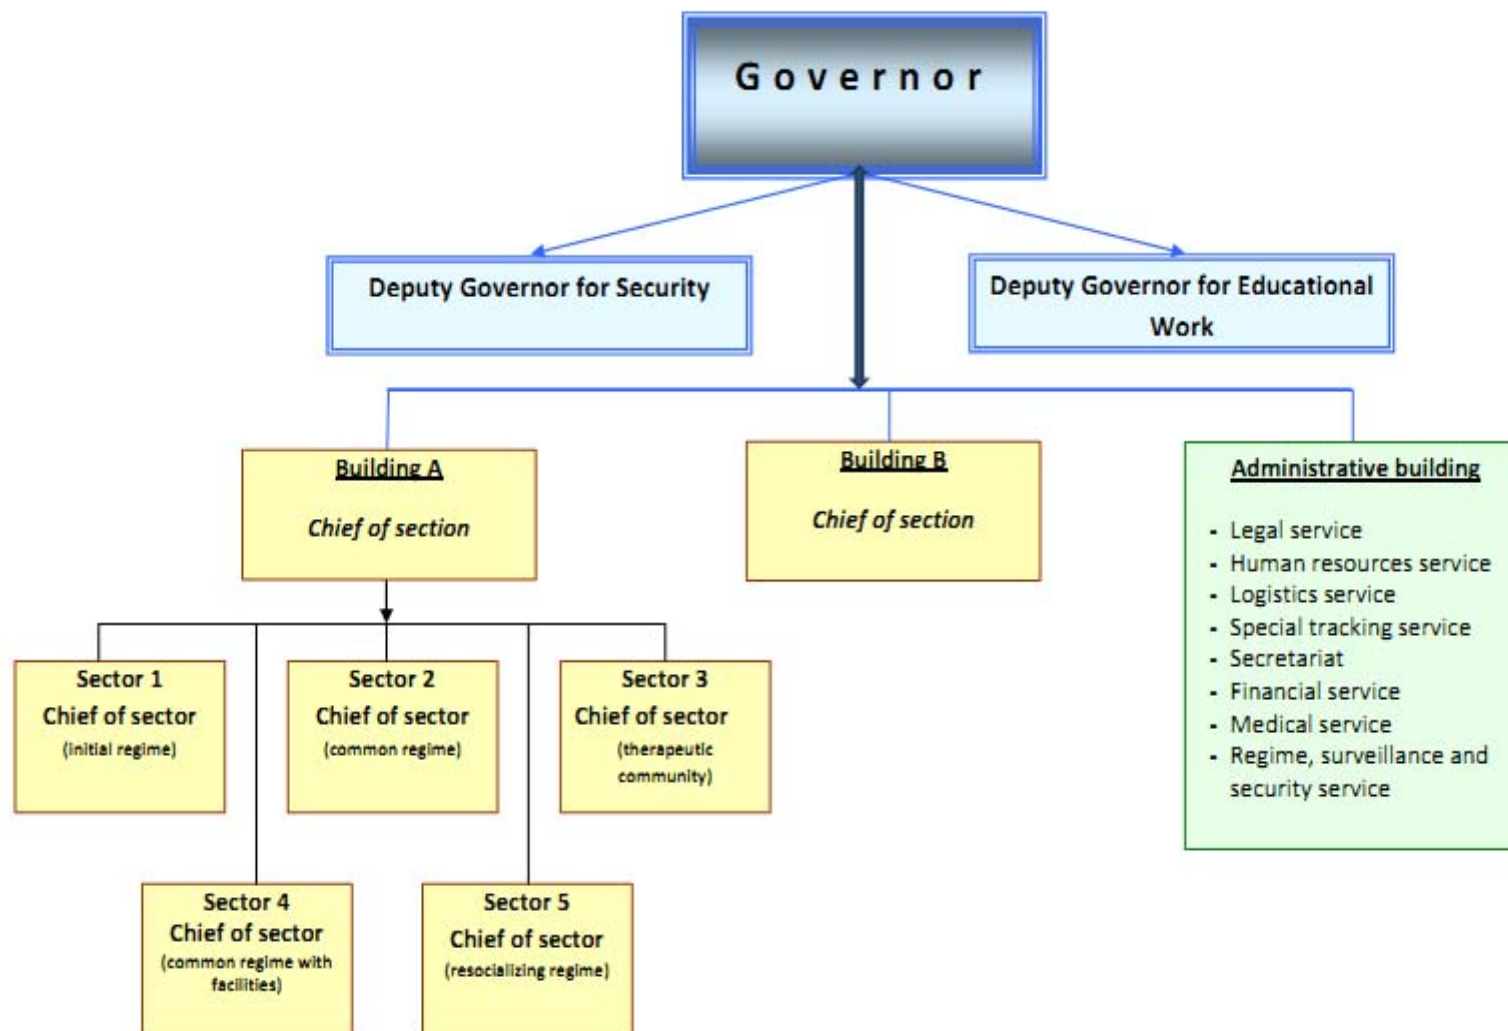 Governor
Deputy Governor for Security
Deputy Governor for Educational
Work
Building A
Chief of section
Building B
Chief of section
Administrative building
- Legal service
- Human resources service
- Logistics service
- Special tracking service
- Secretariat
- Financial service
- Medical service
- Regime, surveillance and
security service
Sector 1
Chief of sector
(initial regime)
Sector 2
Chief of sector
(common regime)
Sector 3
Chief of sector
(therapeutic
community)
Sector 4
Chief of sector
(common regime with
facilities)
Sector 5
Chief of sector
(resocializing regime)